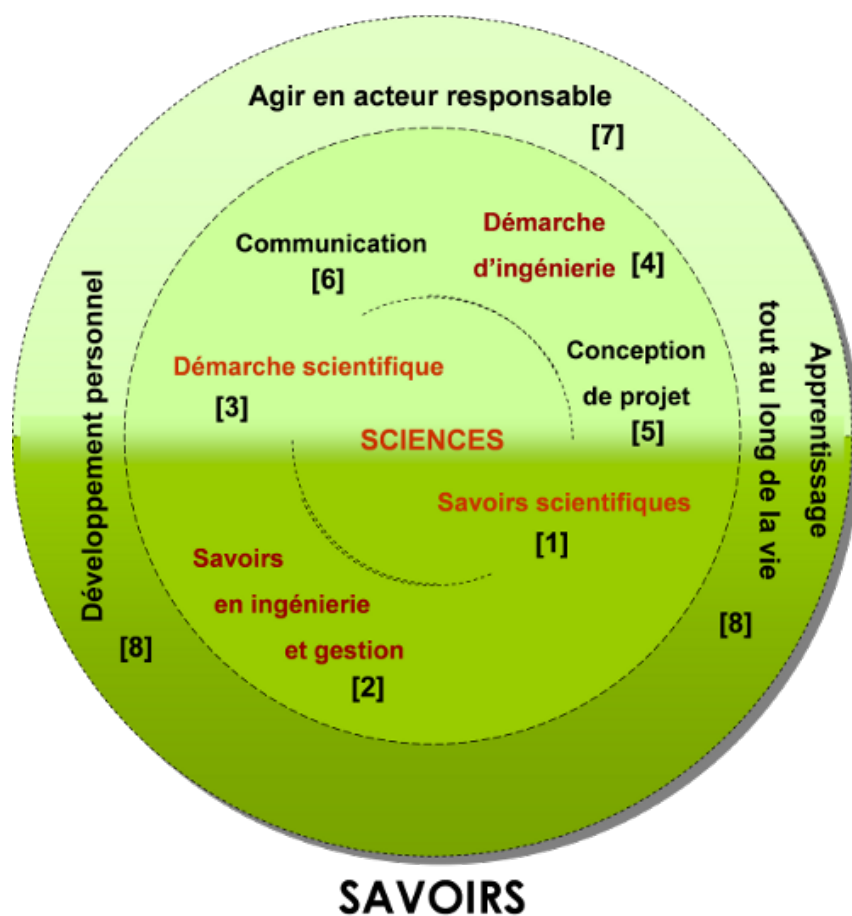 Agir en acteur responsable
[7]
Communication
[6]
Démarche
d'ingénierie [4]
Développement personnel
[8]
Démarche scientifique
[3]
Conception
de projet
[5]
SCIENCES
Apprentissage
tout au long de la vie
[8]
Savoirs scientifiques
[1]
Savoirs
en ingénierie
et gestion
[2]
SAVOIRS